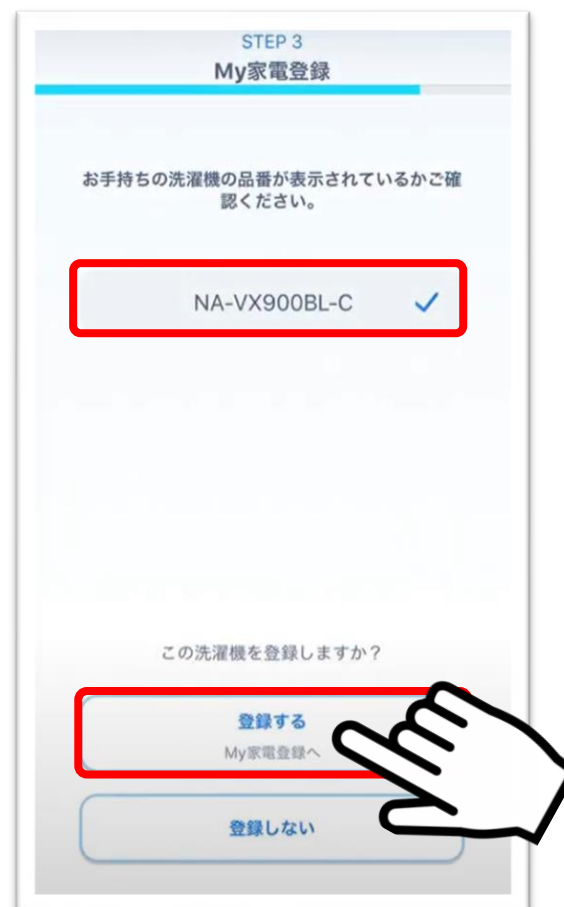 STEP 3
My家電登録
お手持ちの洗濯機の品番が表示されているかご確
認ください。
NA-VX900BL-C
この洗濯機を登録しますか？
登録する
My家電登録へ
登録しない